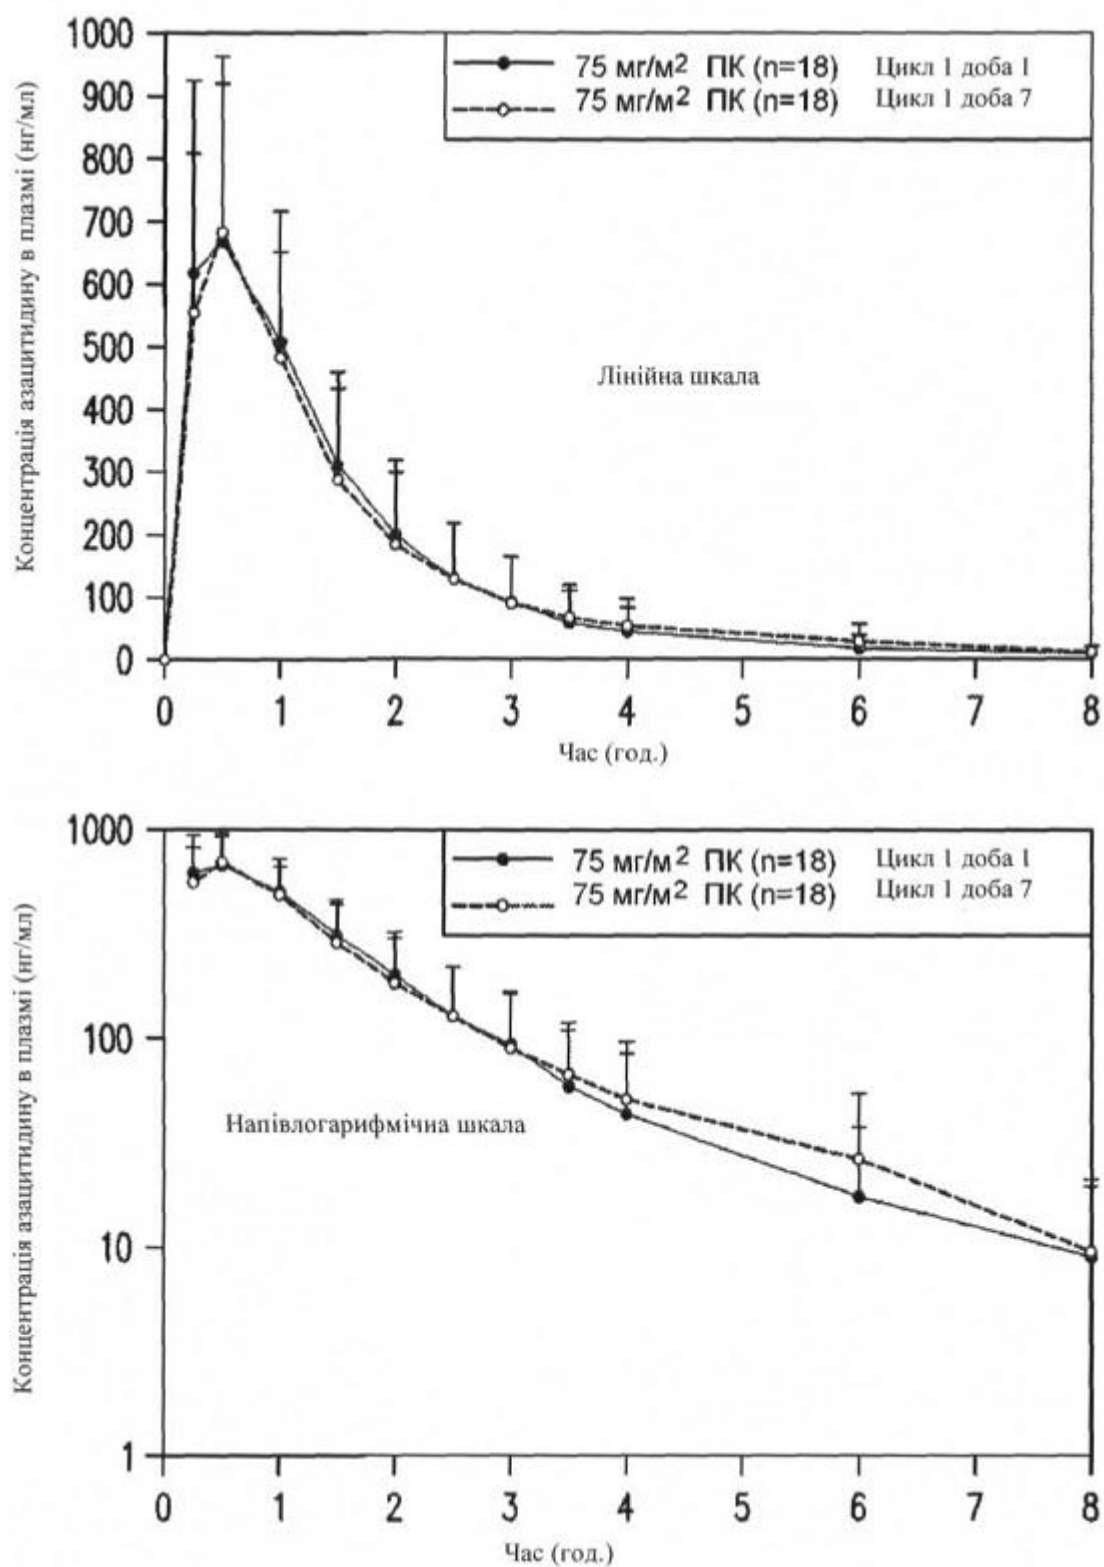 Концентрація азацитидину в плазмі (нг/мл)
1000
900
800
700
600
500
400
300
200
100
0
75 мг/м² ПК (n=18) Цикл 1 доба 1
75 мг/м² ПК (n=18) Цикл 1 доба 7
Лінійна шкала
0 1 2 3 4 5 6 7 8
Час (год.)
Концентрація азацитидину в плазмі (нг/мл)
1000
100
10
1
75 мг/м² ПК (n=18) Цикл 1 доба 1
75 мг/м² ПК (n=18) Цикл 1 доба 7
Напівлогарифмічна шкала
0 1 2 3 4 5 6 7 8
Час (год.)